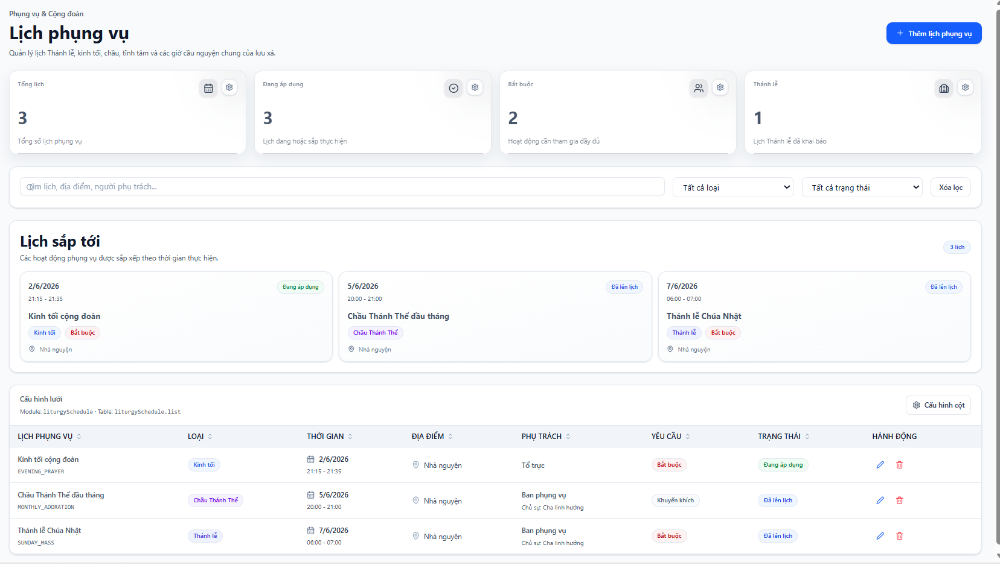 Phụng vụ & Cộng đoàn
Lịch phụng vụ
Quản lý lịch Thánh lễ, kinh tối, chầu, tĩnh tâm và các giờ cầu nguyện chung của lưu xá.
Thêm lịch phụng vụ
Tổng lịch
3
Tổng số lịch phụng vụ
Đang áp dụng
3
Lịch đang hoặc sắp thực hiện
Bắt buộc
2
Hoạt động cần tham gia đầy đủ
Thánh lễ
1
Lịch Thánh lễ đã khai báo
Tìm lịch, địa điểm, người phụ trách...
Tất cả loại
Tất cả trạng thái
Xóa lọc
Lịch sắp tới
Các hoạt động phụng vụ được sắp xếp theo thời gian thực hiện.
3 lịch
2/6/2026
Đang áp dụng
21:15 - 21:35
Kinh tối cộng đoàn
Kinh tối
Bắt buộc
Nhà nguyện
5/6/2026
Đã lên lịch
20:00 - 21:00
Chầu Thánh Thể đầu tháng
Chầu Thánh Thể
Nhà nguyện
7/6/2026
Đã lên lịch
06:00 - 07:00
Thánh lễ Chúa Nhật
Thánh lễ
Bắt buộc
Nhà nguyện
Cấu hình lưới
Module: liturgySchedule · Table: liturgySchedule.list
Cấu hình cột
LỊCH PHỤNG VỤ LOẠI THỜI GIAN ĐỊA ĐIỂM PHỤ TRÁCH YÊU CẦU TRẠNG THÁI HÀNH ĐỘNG
Kinh tối cộng đoàn
EVENING_PRAYER
Kinh tối
2/6/2026
21:15 - 21:35
Nhà nguyện
Tổ trực
Bắt buộc
Đang áp dụng
Chầu Thánh Thể đầu tháng
MONTHLY_ADORATION
Chầu Thánh Thể
5/6/2026
20:00 - 21:00
Nhà nguyện
Ban phụng vụ
Chủ sự: Cha linh hướng
Khuyến khích
Đã lên lịch
Thánh lễ Chúa Nhật
SUNDAY_MASS
Thánh lễ
7/6/2026
06:00 - 07:00
Nhà nguyện
Ban phụng vụ
Chủ sự: Cha linh hướng
Bắt buộc
Đã lên lịch